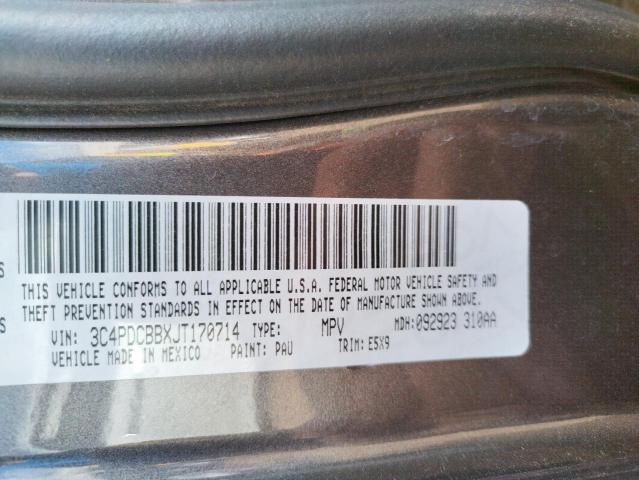 THIS VEHICLE CONFORMS TO ALL APPLICABLE U.S.A. FEDERAL MOTOR VEHICLE SAFETY AND
THEFT PREVENTION STANDARDS IN EFFECT ON THE DATE OF MANUFACTURE SHOWN ABOVE.
VIN: 3C4PDCBBXJT170714 TYPE: MPV MDH:092923 310AA
VEHICLE MADE IN MEXICO PAINT: PAU TRIM: E5X9